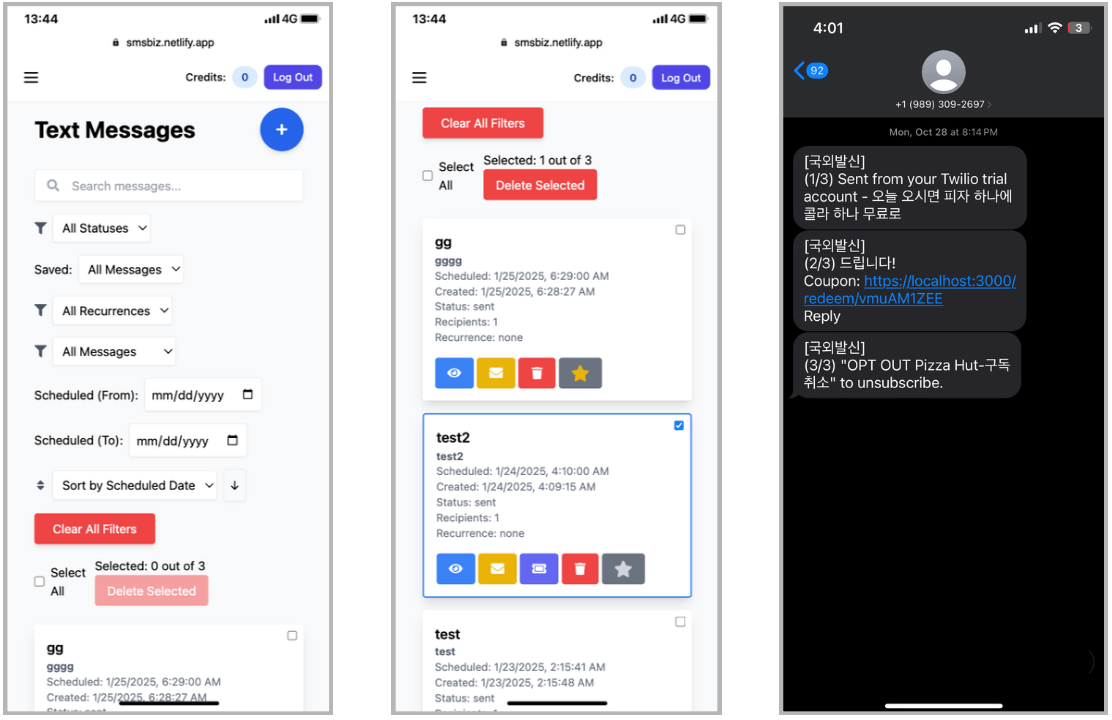 13:44
4G
smsbiz.netlify.app
Credits: 0 Log Out
Text Messages
+
Search messages...
All Statuses
Saved: All Messages
All Recurrences
All Messages
Scheduled (From): mm/dd/yyyy
Scheduled (To): mm/dd/yyyy
Sort by Scheduled Date ↓
Clear All Filters
Select All
Selected: 0 out of 3
Delete Selected
gg
gggg
Scheduled: 1/25/2025, 6:29:00 AM
Created: 1/25/2025, 6:28:27 AM
Status: sent
13:44
4G
smsbiz.netlify.app
Credits: 0 Log Out
Clear All Filters
Select All
Selected: 1 out of 3
Delete Selected
gg
gggg
Scheduled: 1/25/2025, 6:29:00 AM
Created: 1/25/2025, 6:28:27 AM
Status: sent
Recipients: 1
Recurrence: none
test2
test2
Scheduled: 1/24/2025, 4:10:00 AM
Created: 1/24/2025, 4:09:15 AM
Status: sent
Recipients: 1
Recurrence: none
test
test
Scheduled: 1/23/2025, 2:15:41 AM
Created: 1/23/2025, 2:15:48 AM
Status: sent
4:01
3
92
+1 (989) 309-2697
Mon, Oct 28 at 8:14 PM
[국외발신]
(1/3) Sent from your Twilio trial
account - 오늘 오시면 피자 하나에
콜라 하나 무료로
[국외발신]
(2/3) 드립니다!
Coupon: https://localhost:3000/
redeem/vmuAM1ZEE
Reply
[국외발신]
(3/3) "OPT OUT Pizza Hut-구독
취소" to unsubscribe.